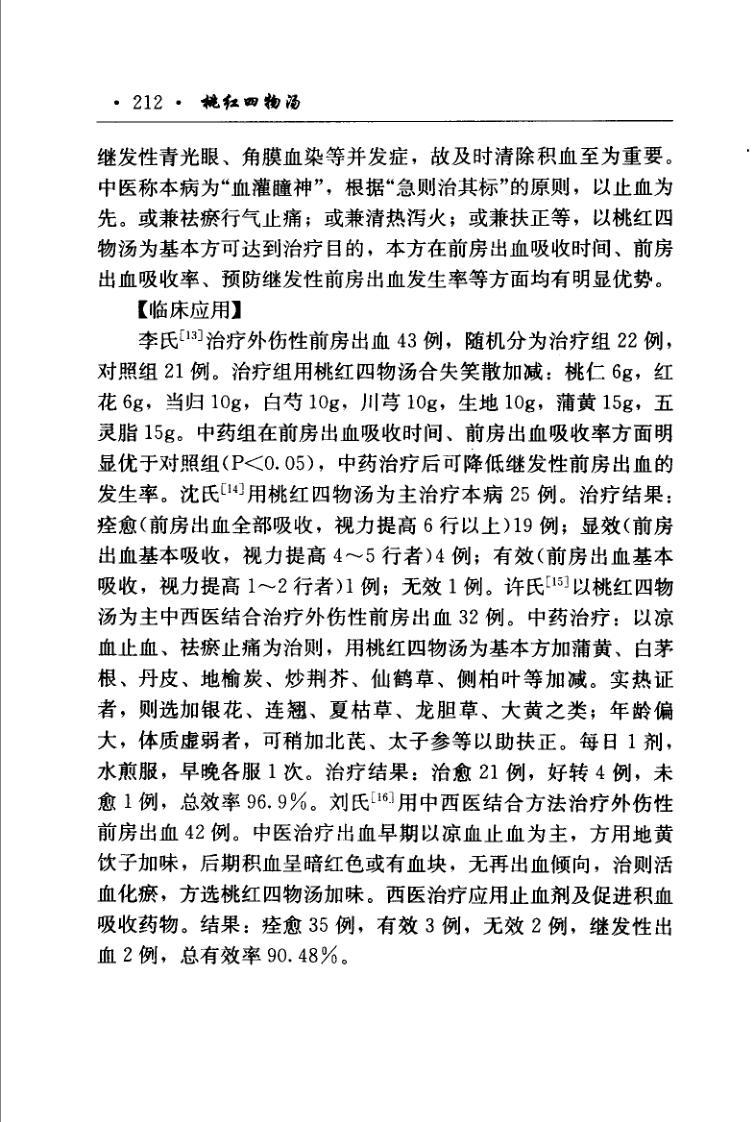 · 212 · 桃红四物汤
继发性青光眼、角膜血染等并发症，故及时清除积血至为重要。
中医称本病为“血灌瞳神”，根据“急则治其标”的原则，以止血为
先。或兼祛瘀行气止痛；或兼清热泻火；或兼扶正等，以桃红四
物汤为基本方可达到治疗目的，本方在前房出血吸收时间、前房
出血吸收率、预防继发性前房出血发生率等方面均有明显优势。
【临床应用】
李氏[13]治疗外伤性前房出血 43 例，随机分为治疗组 22 例，
对照组 21 例。治疗组用桃红四物汤合失笑散加减：桃仁 6g，红
花 6g，当归 10g，白芍 10g，川芎 10g，生地 10g，蒲黄 15g，五
灵脂 15g。中药组在前房出血吸收时间、前房出血吸收率方面明
显优于对照组(P<0.05)，中药治疗后可降低继发性前房出血的
发生率。沈氏[14]用桃红四物汤为主治疗本病 25 例。治疗结果：
痊愈(前房出血全部吸收，视力提高 6 行以上)19 例；显效(前房
出血基本吸收，视力提高 4～5 行者)4 例；有效(前房出血基本
吸收，视力提高 1～2 行者)1 例；无效 1 例。许氏[15]以桃红四物
汤为主中西医结合治疗外伤性前房出血 32 例。中药治疗：以凉
血止血、祛瘀止痛为治则，用桃红四物汤为基本方加蒲黄、白茅
根、丹皮、地榆炭、炒荆芥、仙鹤草、侧柏叶等加减。实热证
者，则选加银花、连翘、夏枯草、龙胆草、大黄之类；年龄偏
大，体质虚弱者，可稍加北芪、太子参等以助扶正。每日 1 剂，
水煎服，早晚各服 1 次。治疗结果：治愈 21 例，好转 4 例，未
愈 1 例，总效率 96.9%。刘氏[16]用中西医结合方法治疗外伤性
前房出血 42 例。中医治疗出血早期以凉血止血为主，方用地黄
饮子加味，后期积血呈暗红色或有血块，无再出血倾向，治则活
血化瘀，方选桃红四物汤加味。西医治疗应用止血剂及促进积血
吸收药物。结果：痊愈 35 例，有效 3 例，无效 2 例，继发性出
血 2 例，总有效率 90.48%。